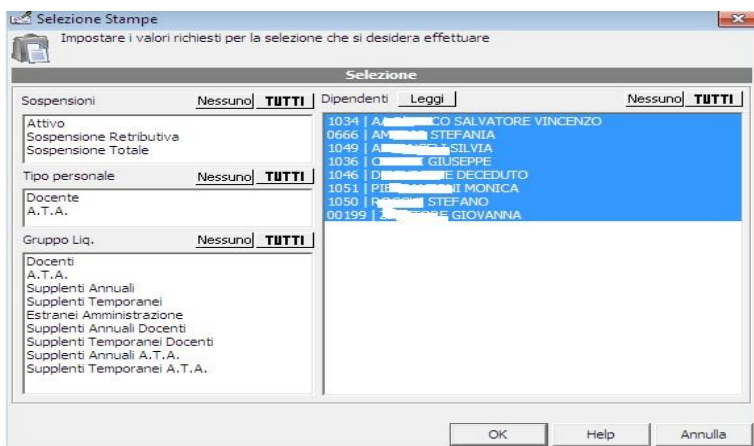 Selezione Stampe
Impostare i valori richiesti per la selezione che si desidera effettuare
Selezione
Sospensioni Nessuno TUTTI
Attivo
Sospensione Retributiva
Sospensione Totale
Tipo personale Nessuno TUTTI
Docente
A.T.A.
Gruppo Liq. Nessuno TUTTI
Docenti
A.T.A.
Supplenti Annuali
Supplenti Temporanei
Estranei Amministrazione
Supplenti Annuali Docenti
Supplenti Temporanei Docenti
Supplenti Annuali A.T.A.
Supplenti Temporanei A.T.A.
Dipendenti Leggi Nessuno TUTTI
1034 | SALVATORE VINCENZO
0666 | STEFANIA
1049 | SILVIA
1036 | GIUSEPPE
1046 | DECEDUTO
1051 | MONICA
1050 | STEFANO
00199 | GIOVANNA
OK Help Annulla